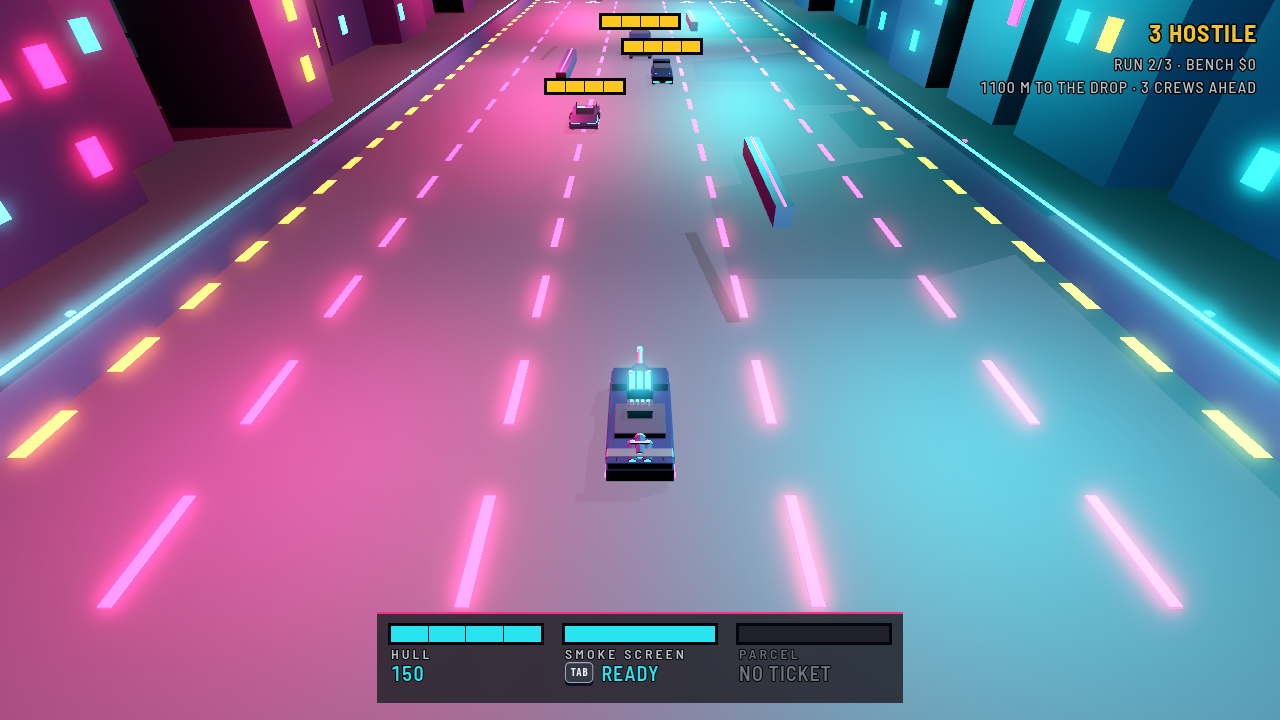 3 HOSTILE
RUN 2/3 · BENCH $0
1100 M TO THE DROP · 3 CREWS AHEAD
HULL
150
SMOKE SCREEN
TAB READY
PARCEL
NO TICKET